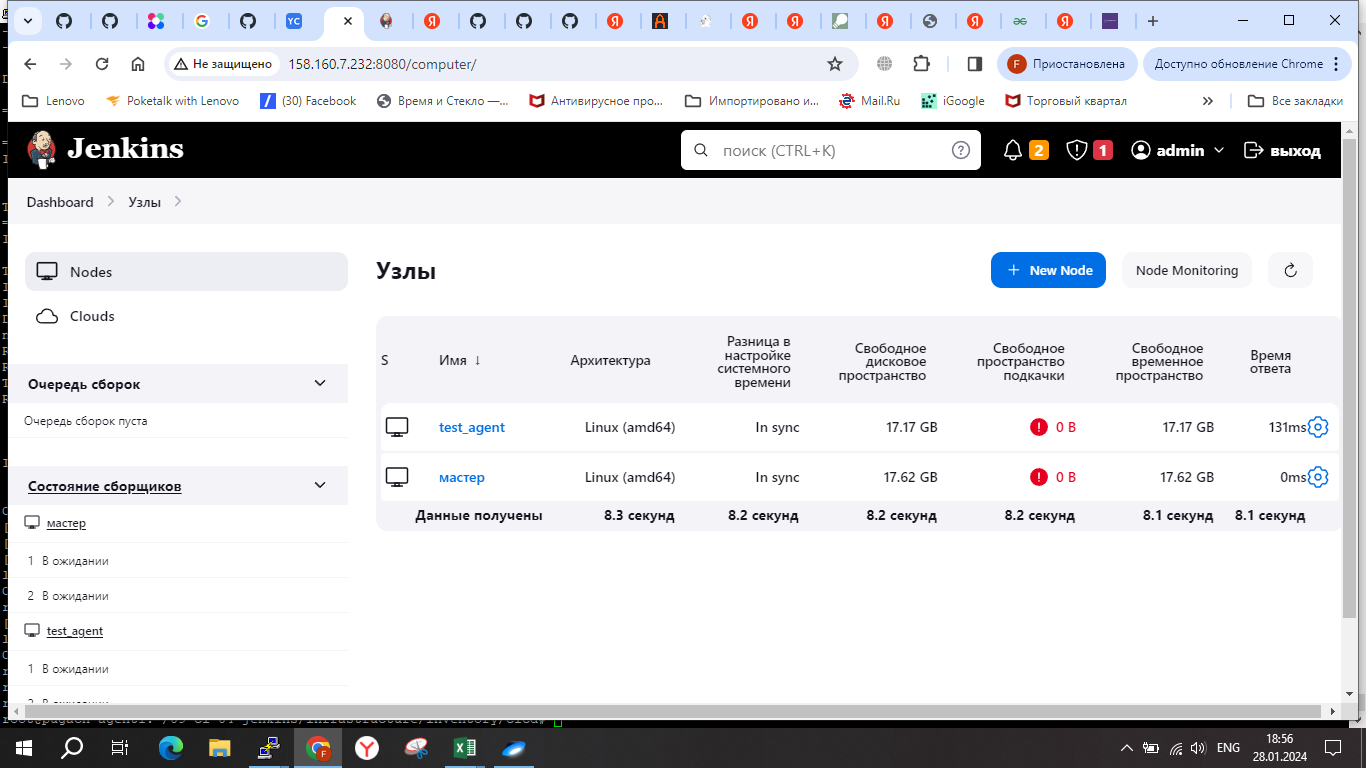 YC
Не защищено
158.160.7.232:8080/computer/
F
Приостановлена
Доступно обновление Chrome
Lenovo
Poketalk with Lenovo
(30) Facebook
Время и Стекло —...
Антивирусное про...
Импортировано и...
Mail.Ru
iGoogle
Торговый квартал
Все закладки
Jenkins
поиск (CTRL+K)
2
1
admin
выход
Dashboard
Узлы
Nodes
Clouds
Очередь сборок
Очередь сборок пуста
Состояние сборщиков
мастер
1 В ожидании
2 В ожидании
test_agent
1 В ожидании
2 В ожидании
Узлы
+ New Node
Node Monitoring
S
Имя ↓
Архитектура
Разница в
настройке
системного
времени
Свободное
дисковое
пространство
Свободное
пространство
подкачки
Свободное
временное
пространство
Время
ответа
test_agent Linux (amd64) In sync 17.17 GB 0 B 17.17 GB 131ms
мастер Linux (amd64) In sync 17.62 GB 0 B 17.62 GB 0ms
Данные получены 8.3 секунд 8.2 секунд 8.2 секунд 8.2 секунд 8.1 секунд 8.1 секунд
ENG
18:56
28.01.2024